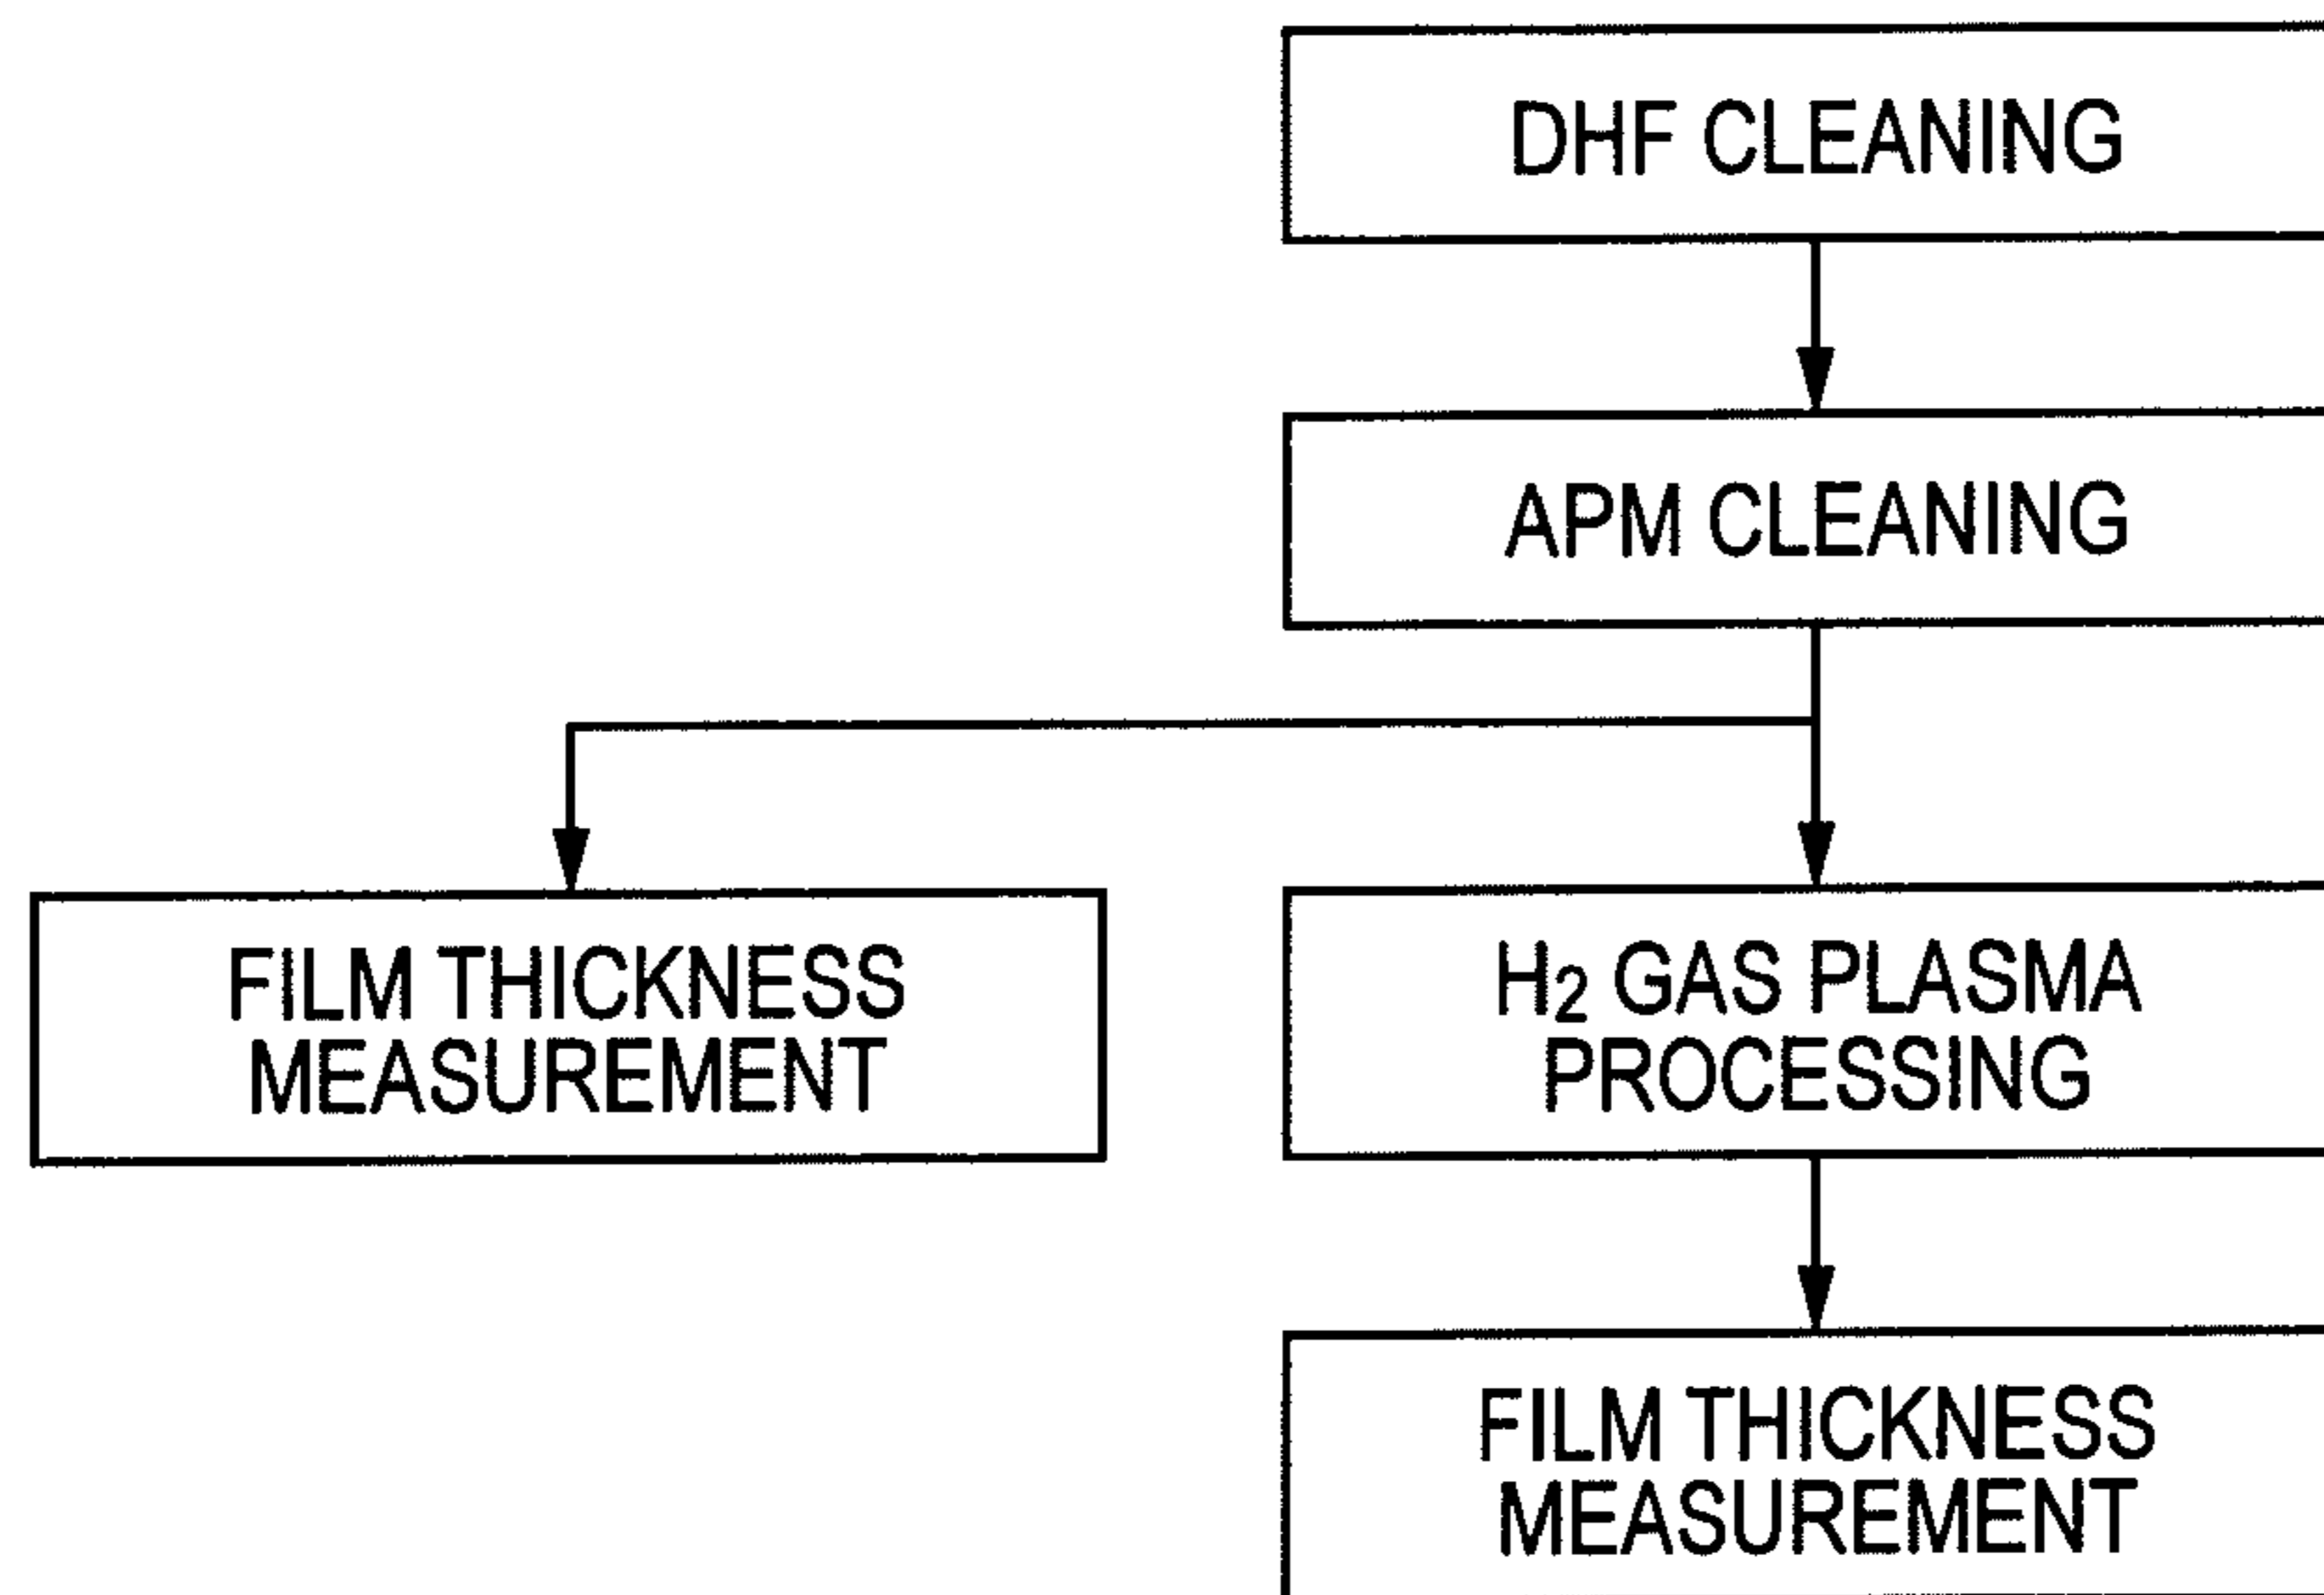 DHF CLEANING
APM CLEANING
FILM THICKNESS
MEASUREMENT
H₂ GAS PLASMA
PROCESSING
FILM THICKNESS
MEASUREMENT